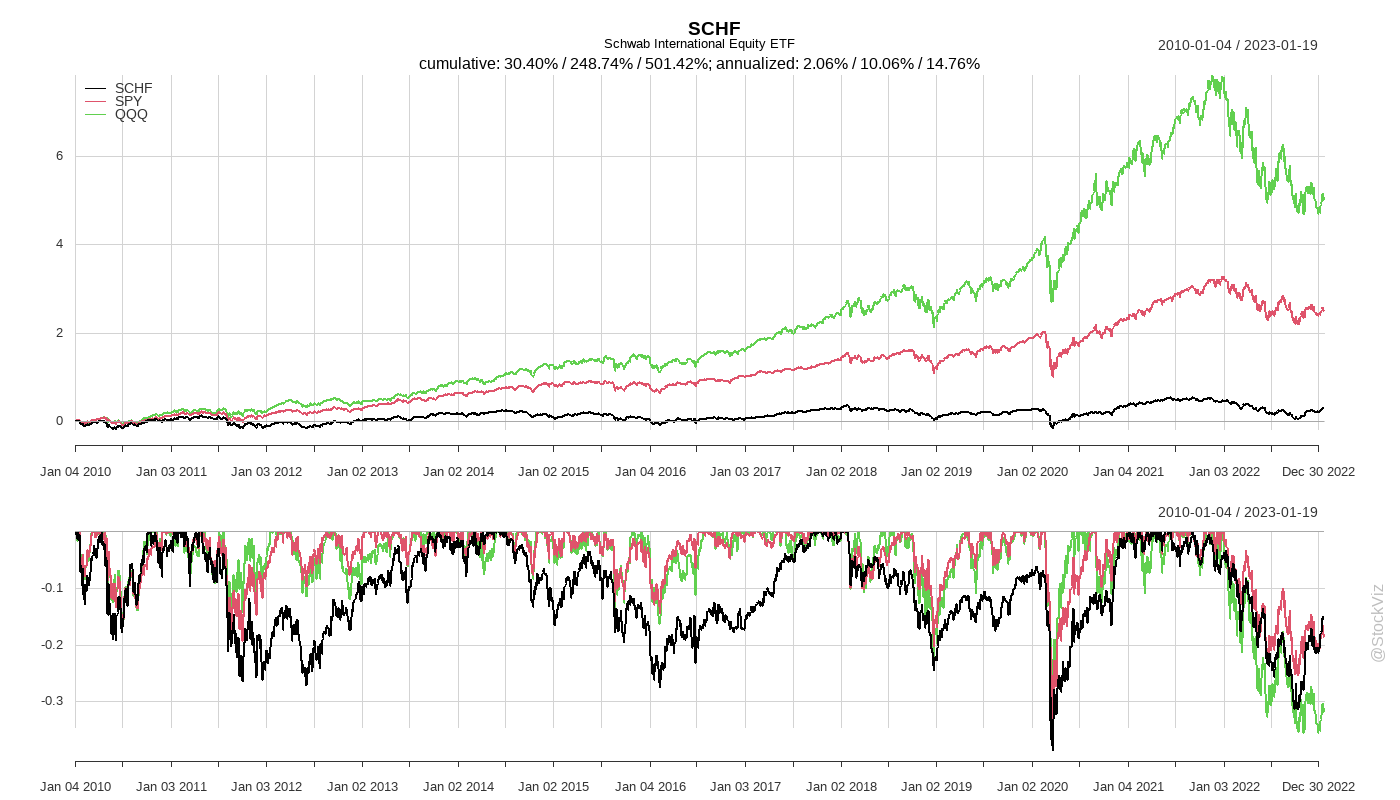 SCHF
Schwab International Equity ETF
2010-01-04 / 2023-01-19
cumulative: 30.40% / 248.74% / 501.42%; annualized: 2.06% / 10.06% / 14.76%
SCHF
SPY
QQQ
6
4
2
0
Jan 04 2010 Jan 03 2011 Jan 03 2012 Jan 02 2013 Jan 02 2014 Jan 02 2015 Jan 04 2016 Jan 03 2017 Jan 02 2018 Jan 02 2019 Jan 02 2020 Jan 04 2021 Jan 03 2022 Dec 30 2022
2010-01-04 / 2023-01-19
-0.1
-0.2
-0.3
Jan 04 2010 Jan 03 2011 Jan 03 2012 Jan 02 2013 Jan 02 2014 Jan 02 2015 Jan 04 2016 Jan 03 2017 Jan 02 2018 Jan 02 2019 Jan 02 2020 Jan 04 2021 Jan 03 2022 Dec 30 2022
@StockViz